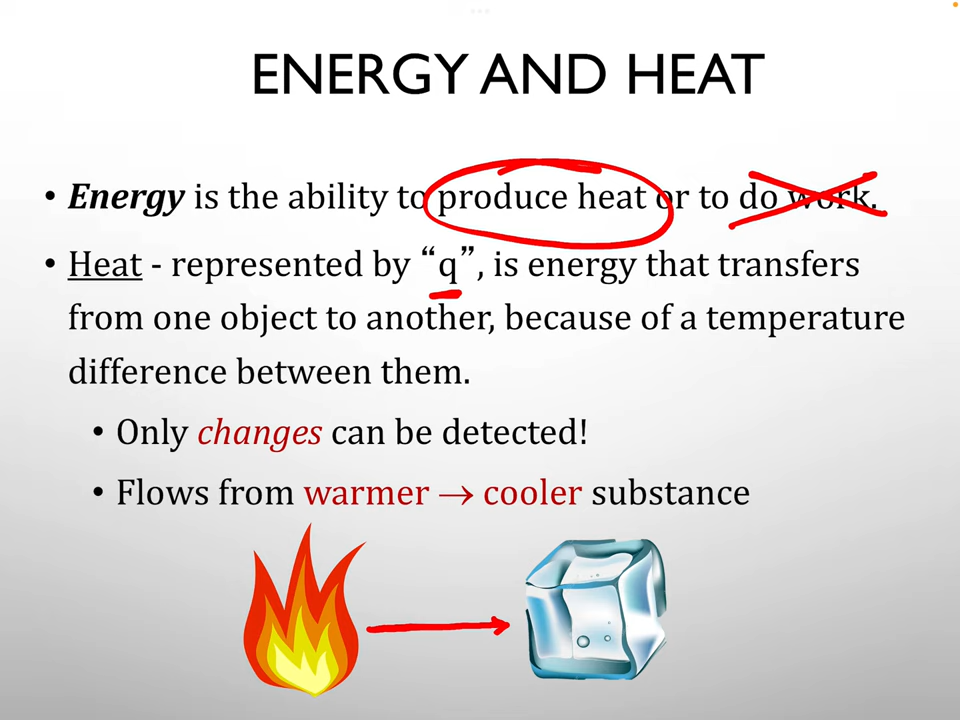 ENERGY AND HEAT
• Energy is the ability to produce heat or to do work.
• Heat - represented by “q”, is energy that transfers
from one object to another, because of a temperature
difference between them.
• Only changes can be detected!
• Flows from warmer → cooler substance